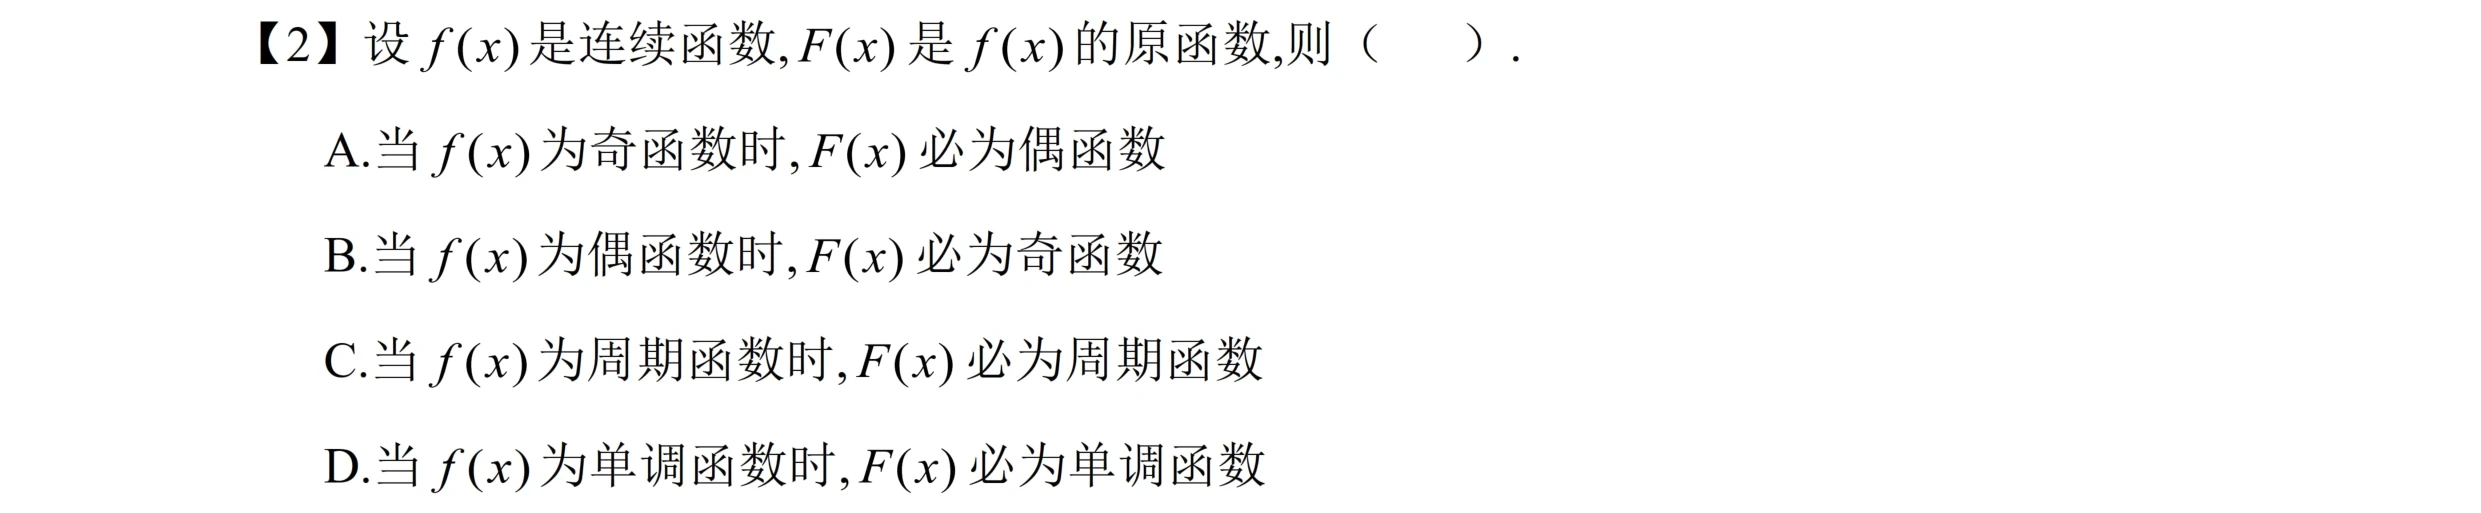 【2】设 f(x)是连续函数,F(x)是 f(x)的原函数,则（  ）.
A.当 f(x)为奇函数时,F(x)必为偶函数
B.当 f(x)为偶函数时,F(x)必为奇函数
C.当 f(x)为周期函数时,F(x)必为周期函数
D.当 f(x)为单调函数时,F(x)必为单调函数